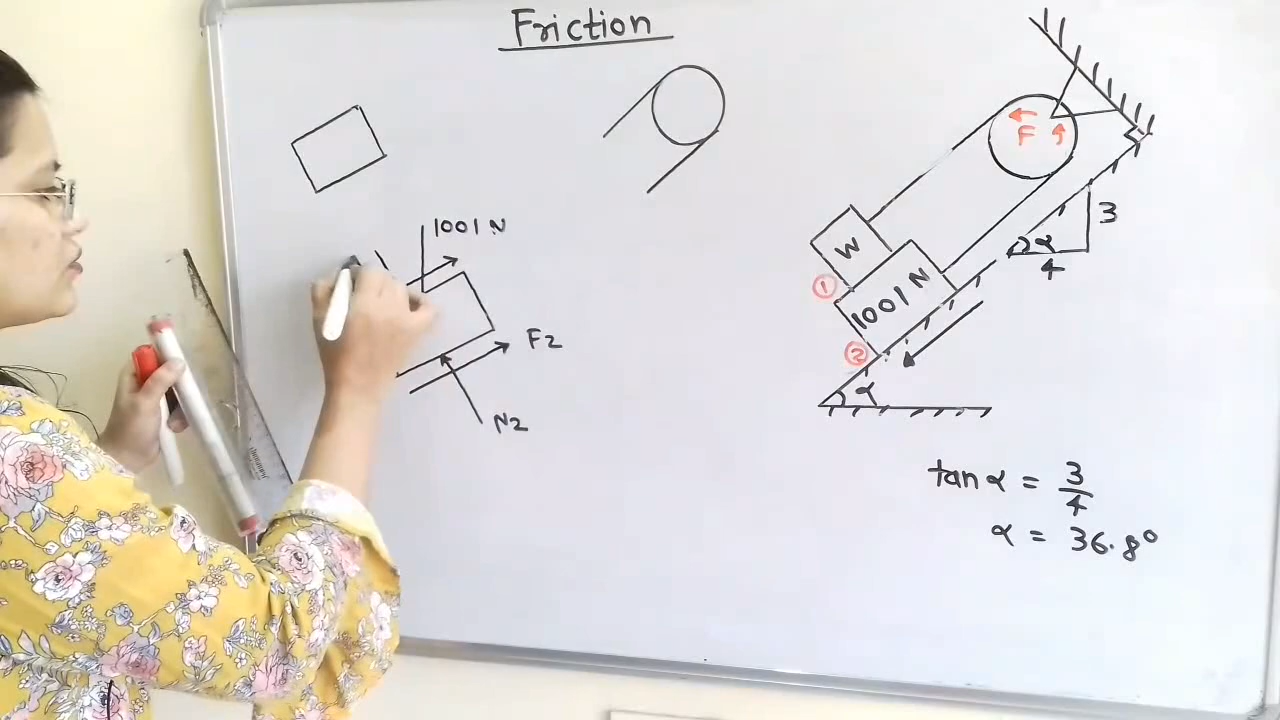 Friction
1001 N
F2
N2
F
W
1001 N
1
2
α
α
3
4
tan α = 3/4
α = 36.8°